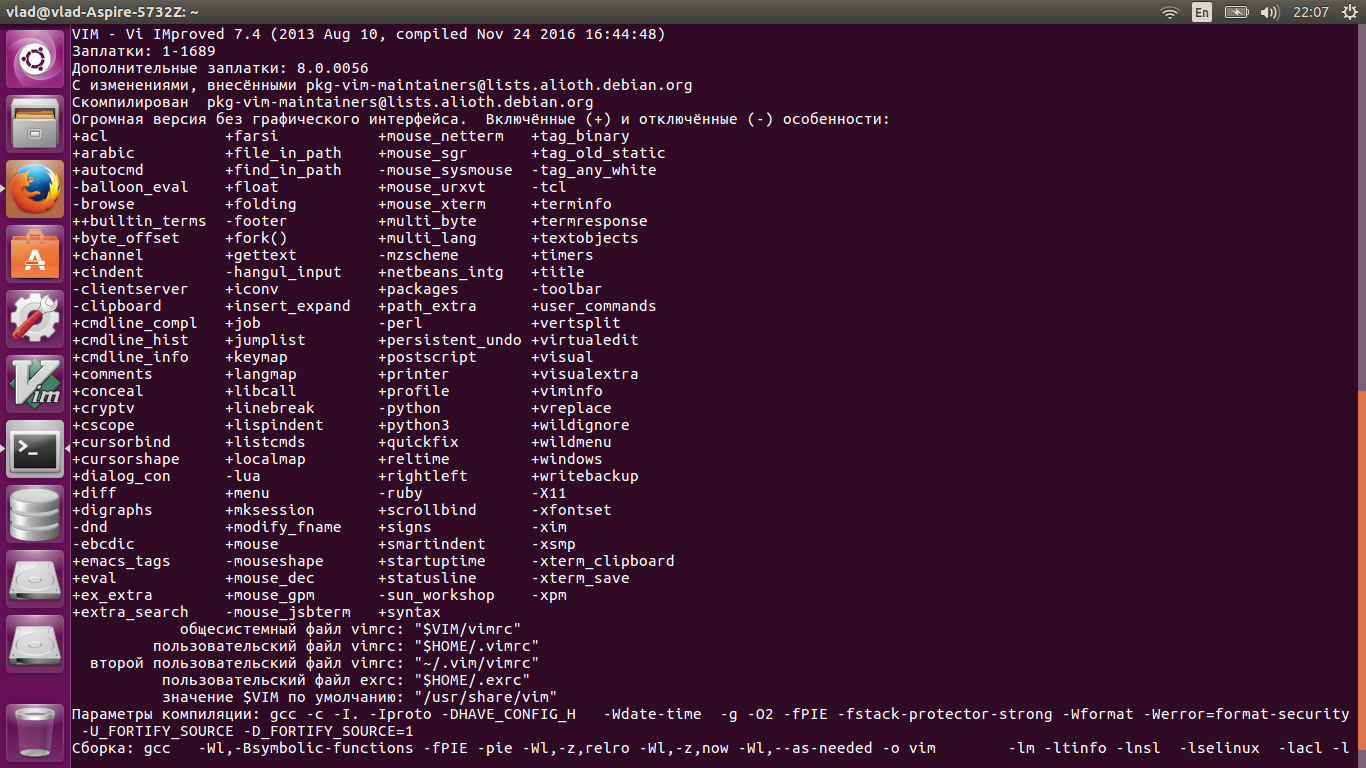 vlad@vlad-Aspire-5732Z: ~ En 22:07
VIM - Vi IMproved 7.4 (2013 Aug 10, compiled Nov 24 2016 16:44:48)
Заплатки: 1-1689
Дополнительные заплатки: 8.0.0056
С изменениями, внесёнными pkg-vim-maintainers@lists.alioth.debian.org
Скомпилирован  pkg-vim-maintainers@lists.alioth.debian.org
Огромная версия без графического интерфейса.  Включённые (+) и отключённые (-) особенности:
+acl             +farsi           +mouse_netterm   +tag_binary
+arabic          +file_in_path    +mouse_sgr       +tag_old_static
+autocmd         +find_in_path    -mouse_sysmouse  -tag_any_white
-balloon_eval    +float           +mouse_urxvt     -tcl
-browse          +folding         +mouse_xterm     +terminfo
++builtin_terms  -footer          +multi_byte      +termresponse
+byte_offset     +fork()          +multi_lang      +textobjects
+channel         +gettext         -mzscheme        +timers
+cindent         -hangul_input    +netbeans_intg   +title
-clientserver    +iconv           +packages        -toolbar
-clipboard       +insert_expand   +path_extra      +user_commands
+cmdline_compl   +job             -perl            +vertsplit
+cmdline_hist    +jumplist        +persistent_undo +virtualedit
+cmdline_info    +keymap          +postscript      +visual
+comments        +langmap         +printer         +visualextra
+conceal         +libcall         +profile         +viminfo
+cryptv          +linebreak       -python          +vreplace
+cscope          +lispindent      +python3         +wildignore
+cursorbind      +listcmds        +quickfix        +wildmenu
+cursorshape     +localmap        +reltime         +windows
+dialog_con      -lua             +rightleft       +writebackup
+diff            +menu            -ruby            -X11
+digraphs        +mksession       +scrollbind      -xfontset
-dnd             +modify_fname    +signs           -xim
-ebcdic          +mouse           +smartindent     -xsmp
+emacs_tags      -mouseshape      +startuptime     -xterm_clipboard
+eval            +mouse_dec       +statusline      -xterm_save
+ex_extra        +mouse_gpm       -sun_workshop    -xpm
+extra_search    -mouse_jsbterm   +syntax
общесистемный файл vimrc: "$VIM/vimrc"
пользовательский файл vimrc: "$HOME/.vimrc"
второй пользовательский файл vimrc: "~/.vim/vimrc"
пользовательский файл exrc: "$HOME/.exrc"
значение $VIM по умолчанию: "/usr/share/vim"
Параметры компиляции: gcc -c -I. -Iproto -DHAVE_CONFIG_H   -Wdate-time  -g -O2 -fPIE -fstack-protector-strong -Wformat -Werror=format-security
-U_FORTIFY_SOURCE -D_FORTIFY_SOURCE=1
Сборка: gcc   -Wl,-Bsymbolic-functions -fPIE -pie -Wl,-z,relro -Wl,-z,now -Wl,--as-needed -o vim        -lm -ltinfo -lnsl  -lselinux  -lacl -l